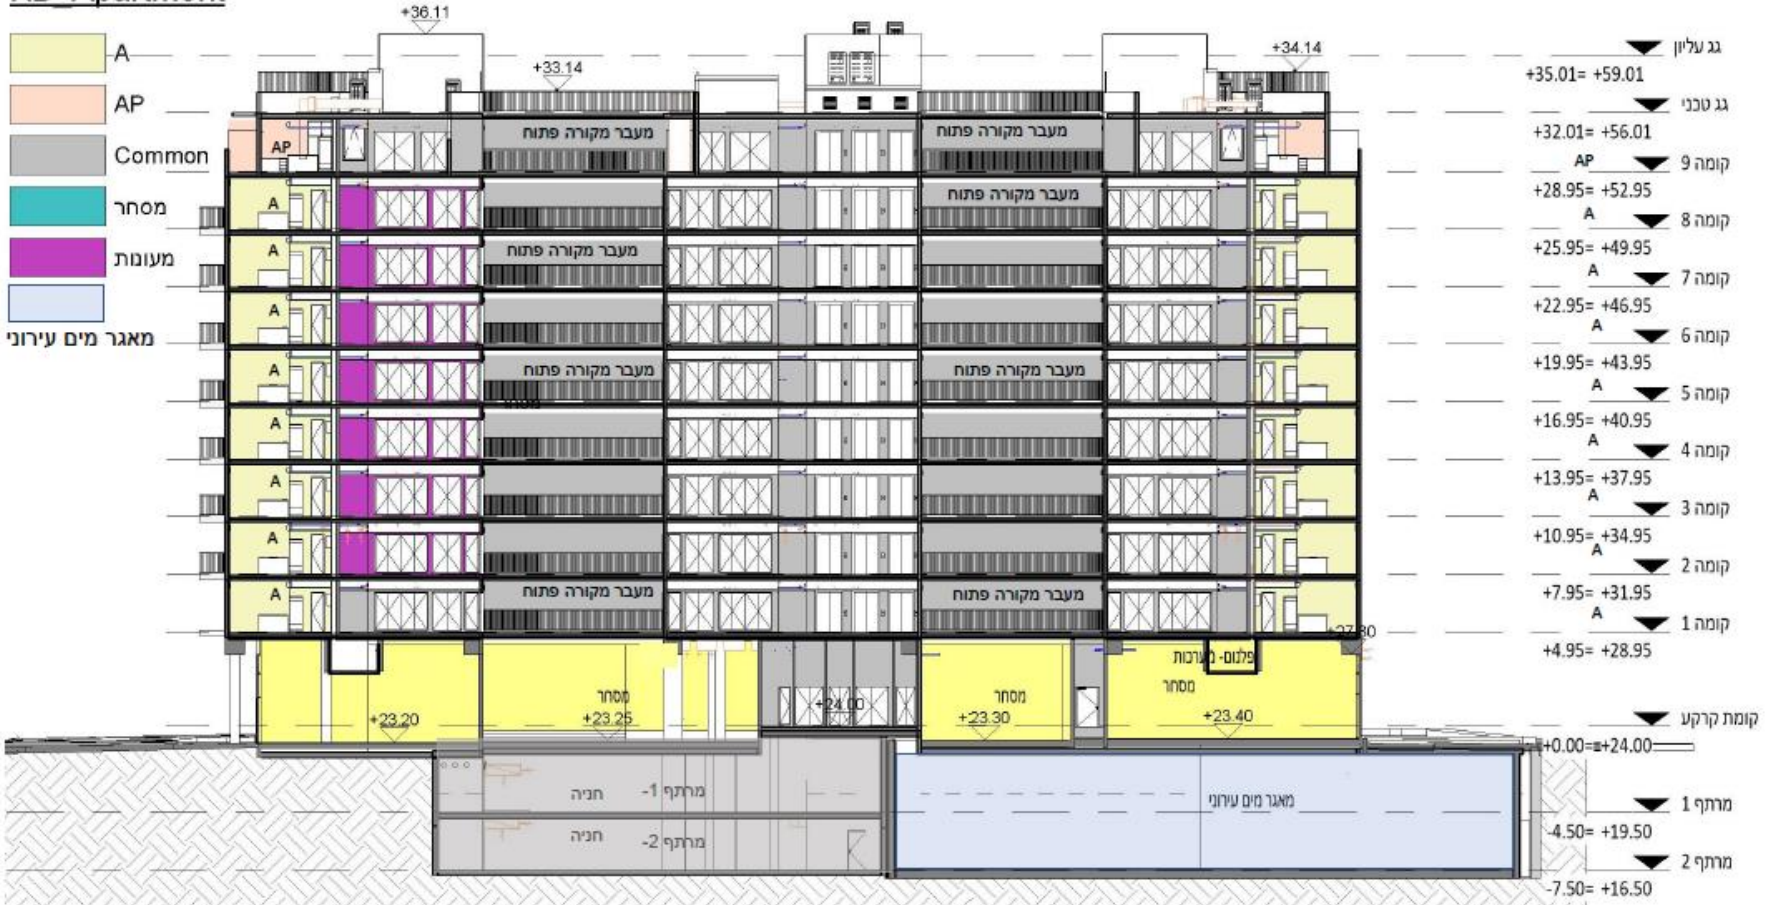 A
AP
Common
מסחר
מעונות
מאגר מים עירוני
+36.11
+33.14
+34.14
גג עליון
+35.01= +59.01
גג טכני
+32.01= +56.01
AP
קומה 9
+28.95= +52.95
A
קומה 8
+25.95= +49.95
A
קומה 7
+22.95= +46.95
A
קומה 6
+19.95= +43.95
A
קומה 5
+16.95= +40.95
A
קומה 4
+13.95= +37.95
A
קומה 3
+10.95= +34.95
A
קומה 2
+7.95= +31.95
A
קומה 1
+4.95= +28.95
קומת קרקע
+0.00=+24.00
מרתף 1
-4.50= +19.50
מרתף 2
-7.50= +16.50
AP
מעבר מקורה פתוח
מעבר מקורה פתוח
A
מעבר מקורה פתוח
A
מעבר מקורה פתוח
A
A
מעבר מקורה פתוח
מעבר מקורה פתוח
מסחר
A
A
A
A
מעבר מקורה פתוח
מעבר מקורה פתוח
+27.80
פלנום- מערכות
מסחר
מסחר
מסחר
+23.20
+23.25
+24.00
+23.30
+23.40
חניה
מרתף 1-
חניה
מרתף 2-
מאגר מים עירוני